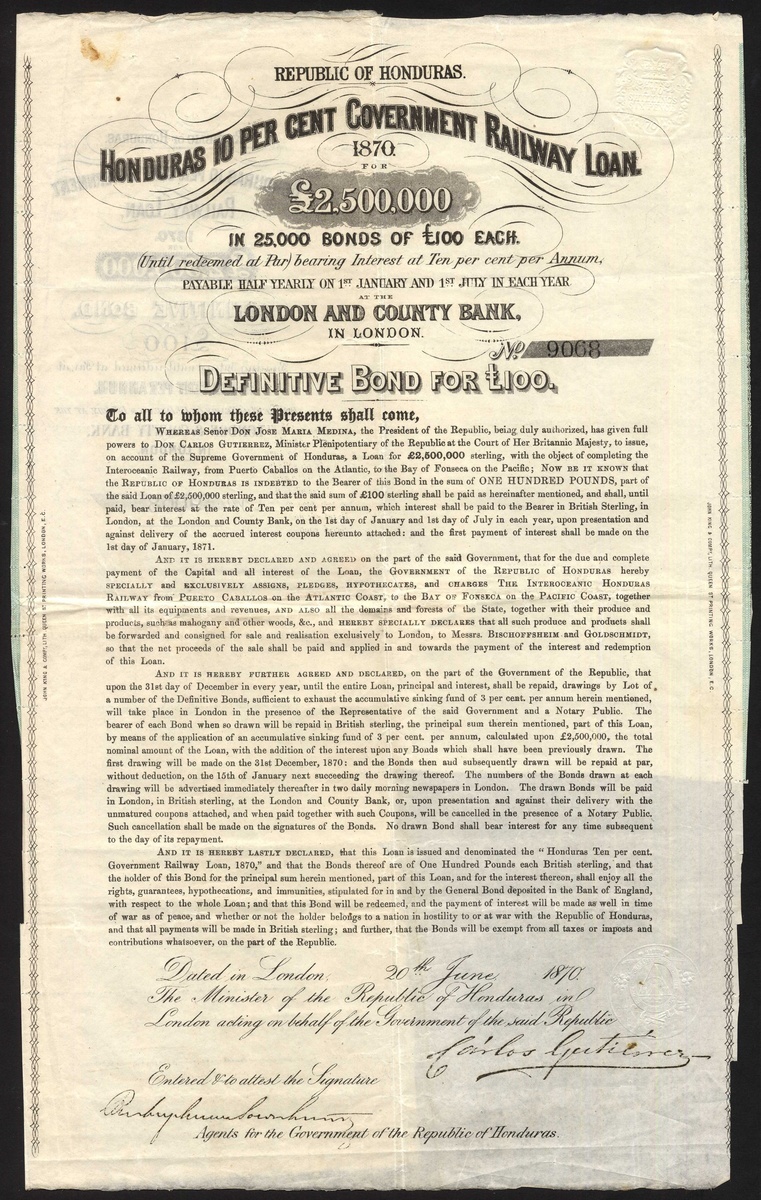 REPUBLIC OF HONDURAS.
HONDURAS 10 PER CENT GOVERNMENT RAILWAY LOAN.
1870.
FOR
£2,500,000
IN 25,000 BONDS OF £100 EACH.
(Until redeemed at Par) bearing Interest at Ten per cent per Annum,
PAYABLE HALF YEARLY ON 1ST JANUARY AND 1ST JULY IN EACH YEAR
AT THE
LONDON AND COUNTY BANK,
IN LONDON.
No 9068
DEFINITIVE BOND FOR £100.
To all to whom these Presents shall come,
WHEREAS Senor DON JOSE MARIA MEDINA, the President of the Republic, being duly authorized, has given full
powers to DON CARLOS GUTIERREZ, Minister Plenipotentiary of the Republic at the Court of Her Britannic Majesty, to issue,
on account of the Supreme Government of Honduras, a Loan for £2,500,000 sterling, with the object of completing the
Interoceanic Railway, from Puerto Caballos on the Atlantic, to the Bay of Fonseca on the Pacific; NOW BE IT KNOWN that
the REPUBLIC OF HONDURAS IS INDEBTED to the Bearer of this Bond in the sum of ONE HUNDRED POUNDS, part of
the said Loan of £2,500,000 sterling, and that the said sum of £100 sterling shall be paid as hereinafter mentioned, and shall, until
paid, bear interest at the rate of Ten per cent per annum, which interest shall be paid to the Bearer in British Sterling, in
London, at the London and County Bank, on the 1st day of January and 1st day of July in each year, upon presentation and
against delivery of the accrued interest coupons hereunto attached: and the first payment of interest shall be made on the
1st day of January, 1871.
AND IT IS HEREBY DECLARED AND AGREED on the part of the said Government, that for the due and complete
payment of the Capital and all interest of the Loan, the GOVERNMENT OF THE REPUBLIC OF HONDURAS hereby
SPECIALLY and EXCLUSIVELY ASSIGNS, PLEDGES, HYPOTHECATES, and CHARGES THE INTEROCEANIC HONDURAS
RAILWAY from PUERTO CABALLOS ON THE ATLANTIC COAST, to the BAY OF FONSECA ON THE PACIFIC COAST, together
with all its equipments and revenues, AND ALSO all the domains and forests of the State, together with their produce and
products, such as mahogany and other woods, &c., and HEREBY SPECIALLY DECLARES that all such produce and products shall
be forwarded and consigned for sale and realisation exclusively to London, to Messrs. BISCHOFFSHEIM AND GOLDSCHMIDT,
so that the net proceeds of the sale shall be paid and applied in and towards the payment of the interest and redemption
of this Loan.
AND IT IS HEREBY FURTHER AGREED AND DECLARED, on the part of the Government of the Republic, that
upon the 31st day of December in every year, until the entire Loan, principal and interest, shall be repaid, drawings by Lot of
a number of the Definitive Bonds, sufficient to exhaust the accumulative sinking fund of 3 per cent. per annum herein mentioned,
will take place in London in the presence of the Representative of the said Government and a Notary Public. The
bearer of each Bond when so drawn will be repaid in British sterling, the principal sum therein mentioned, part of this Loan,
by means of the application of an accumulative sinking fund of 3 per cent. per annum, calculated upon £2,500,000, the total
nominal amount of the Loan, with the addition of the interest upon any Bonds which shall have been previously drawn. The
first drawing will be made on the 31st December, 1870: and the Bonds then and subsequently drawn will be repaid at par,
without deduction, on the 15th of January next succeeding the drawing thereof. The numbers of the Bonds drawn at each
drawing will be advertised immediately thereafter in two daily morning newspapers in London. The drawn Bonds will be paid
in London, in British sterling, at the London and County Bank, or, upon presentation and against their delivery with the
unmatured coupons attached, and when paid together with such Coupons, will be cancelled in the presence of a Notary Public.
Such cancellation shall be made on the signatures of the Bonds. No drawn Bond shall bear interest for any time subsequent
to the day of its repayment.
AND IT IS HEREBY LASTLY DECLARED, that this Loan is issued and denominated the "Honduras Ten per cent.
Government Railway Loan, 1870," and that the Bonds thereof are of One Hundred Pounds each British sterling, and that
the holder of this Bond for the principal sum herein mentioned, part of this Loan, and for the interest thereon, shall enjoy all the
rights, guarantees, hypothecations, and immunities, stipulated for in and by the General Bond deposited in the Bank of England,
with respect to the whole Loan; and that this Bond will be redeemed, and the payment of interest will be made as well in time
of war as of peace, and whether or not the holder belongs to a nation in hostility to or at war with the Republic of Honduras,
and that all payments will be made in British sterling; and further, that the Bonds will be exempt from all taxes or imposts and
contributions whatsoever, on the part of the Republic.
Dated in London, 20th June, 1870.
The Minister of the Republic of Honduras in
London acting on behalf of the Government of the said Republic
Carlos Gutierrez
Entered & to attest the Signature
Agents for the Government of the Republic of Honduras.
JOHN KING & COMPY, LITH QUEEN ST PRINTING WORKS, LONDON, E.C.
JOHN KING & COMPY, LITH QUEEN ST PRINTING WORKS, LONDON, E.C.